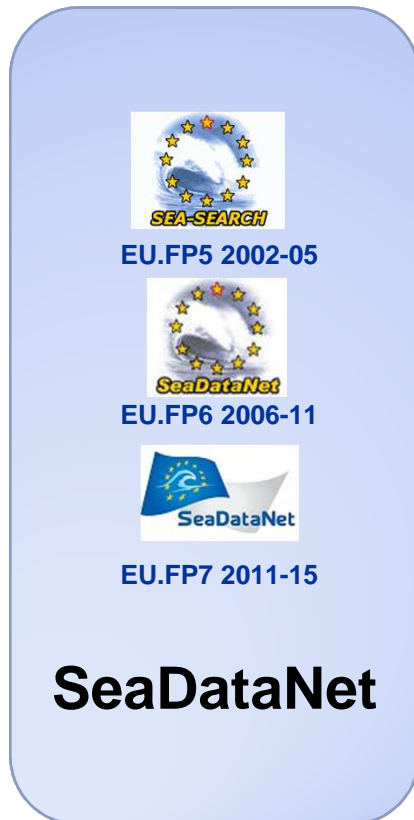 SEA-SEARCH
EU.FP5 2002-05
SeaDataNet
EU.FP6 2006-11
SeaDataNet
EU.FP7 2011-15
SeaDataNet